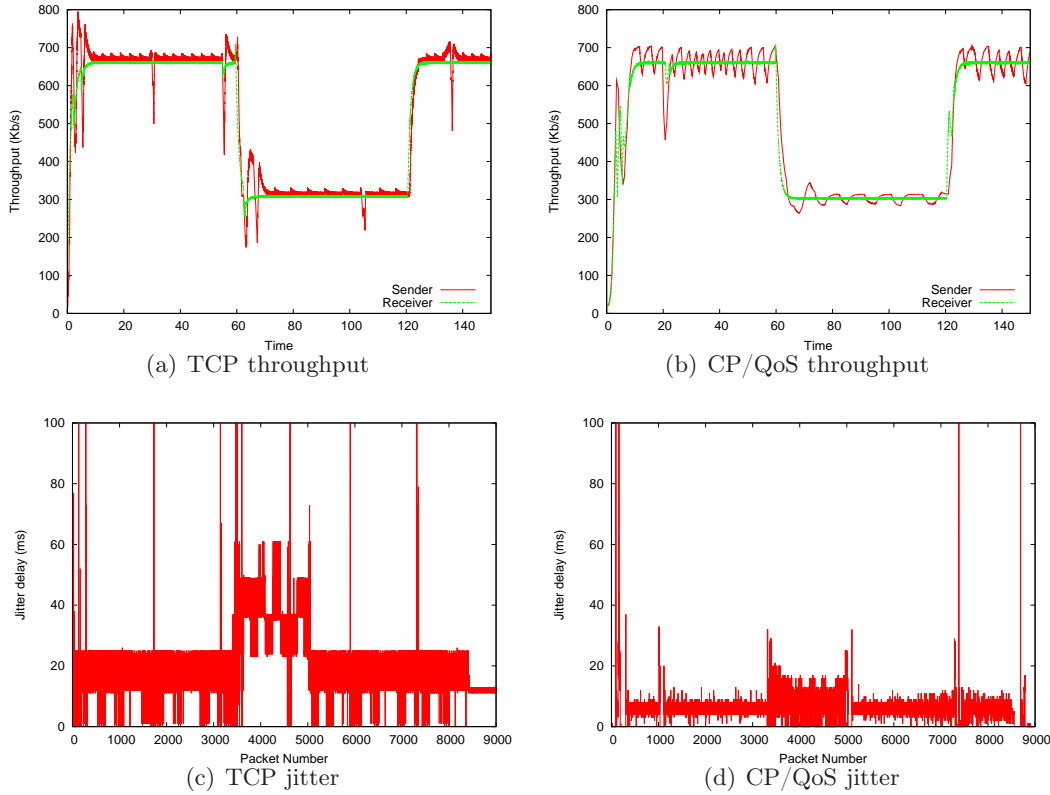 800
700
600
500
400
300
200
100
0
Throughput (Kb/s)
Sender
Receiver
0 20 40 60 80 100 120 140
Time
(a) TCP throughput
800
700
600
500
400
300
200
100
0
Throughput (Kb/s)
Sender
Receiver
0 20 40 60 80 100 120 140
Time
(b) CP/QoS throughput
100
80
60
40
20
0
Jitter delay (ms)
0 1000 2000 3000 4000 5000 6000 7000 8000 9000
Packet Number
(c) TCP jitter
100
80
60
40
20
0
Jitter delay (ms)
0 1000 2000 3000 4000 5000 6000 7000 8000 9000
Packet Number
(d) CP/QoS jitter